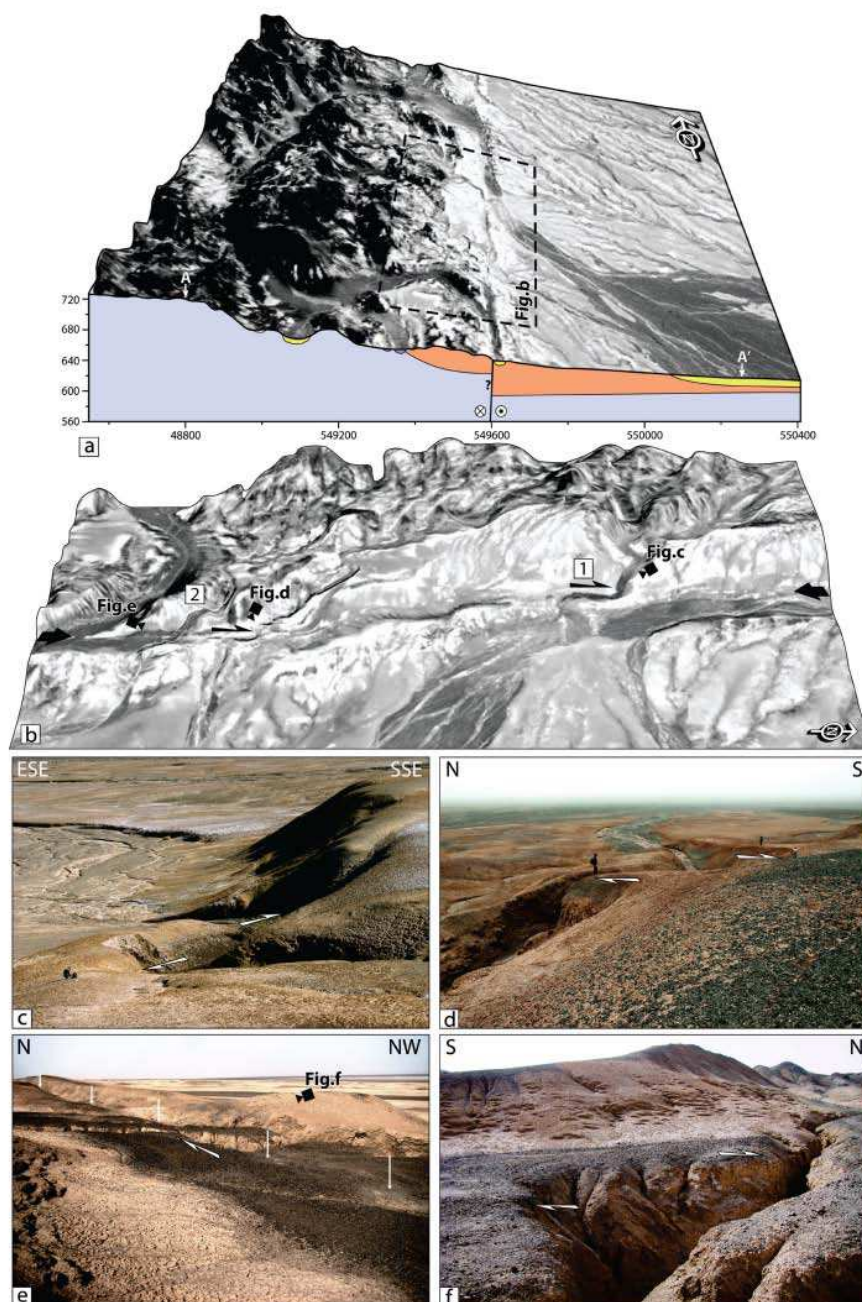 N
A
Fig.b
A'
720
680
640
600
560
?
48800
549200
549600
550000
550400
a
1
Fig.c
2
Fig.d
Fig.e
b
N
ESE
SSE
N
S
c
d
N
NW
Fig.f
S
N
e
f